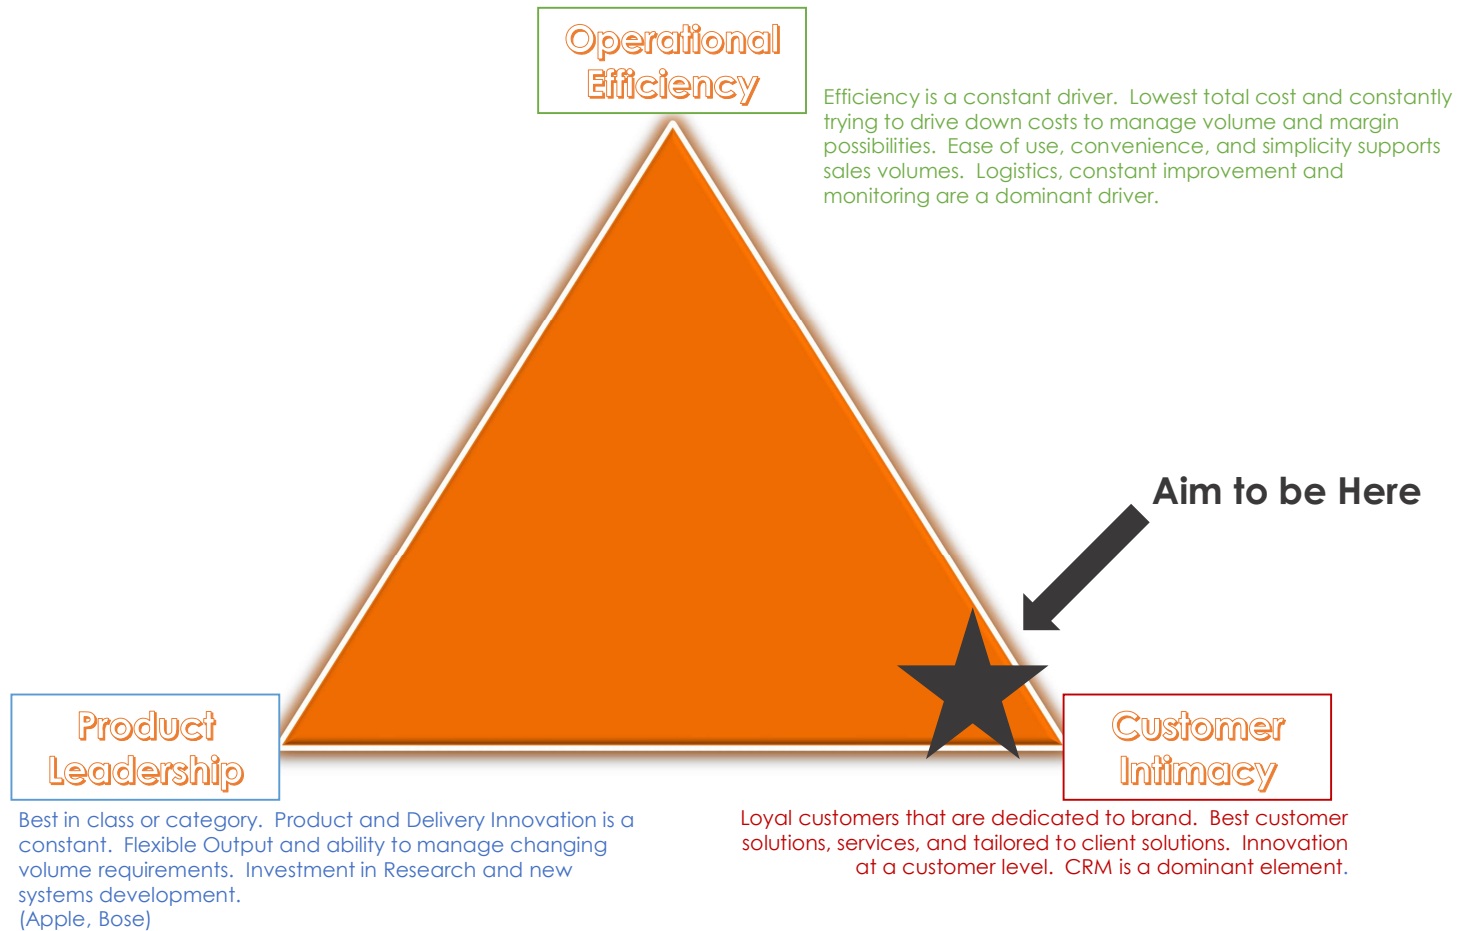 Operational
Efficiency
Efficiency is a constant driver.  Lowest total cost and constantly
trying to drive down costs to manage volume and margin
possibilities.  Ease of use, convenience, and simplicity supports
sales volumes.  Logistics, constant improvement and
monitoring are a dominant driver.
Aim to be Here
Product
Leadership
Best in class or category.  Product and Delivery Innovation is a
constant.  Flexible Output and ability to manage changing
volume requirements.  Investment in Research and new
systems development.
(Apple, Bose)
Customer
Intimacy
Loyal customers that are dedicated to brand.  Best customer
solutions, services, and tailored to client solutions.  Innovation
at a customer level.  CRM is a dominant element.